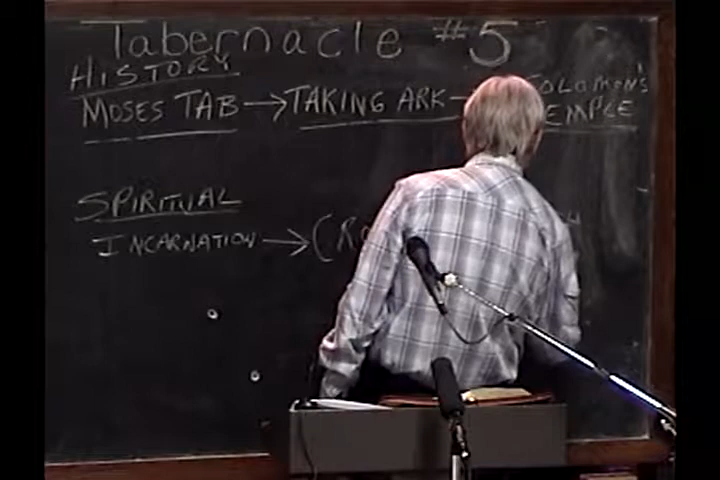 Tabernacle #5
HISTORY
MOSES TAB → TAKING ARK → SOLOMON'S
TEMPLE
SPIRITUAL
INCARNATION →